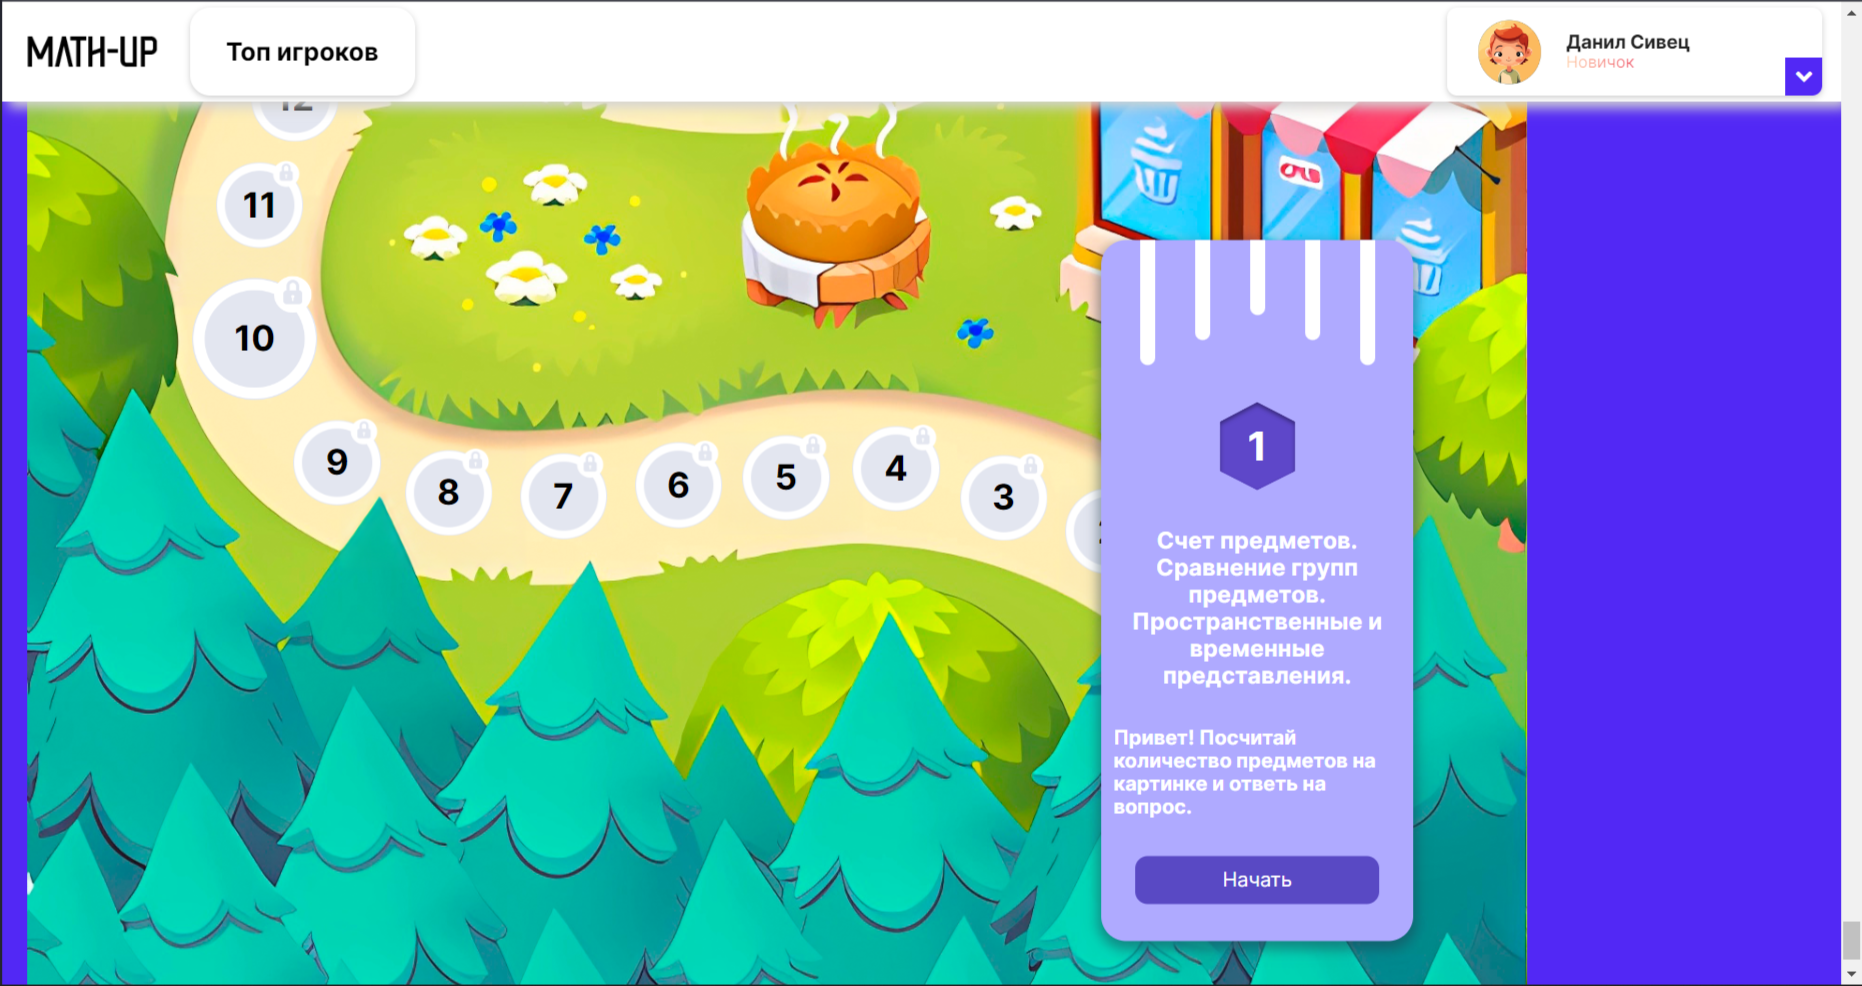 MATH-UP
Топ игроков
Данил Сивец
Новичок
12
11
10
9
8
7
6
5
4
3
1
Счет предметов.
Сравнение групп
предметов.
Пространственные и
временные
представления.
Привет! Посчитай
количество предметов на
картинке и ответь на
вопрос.
Начать